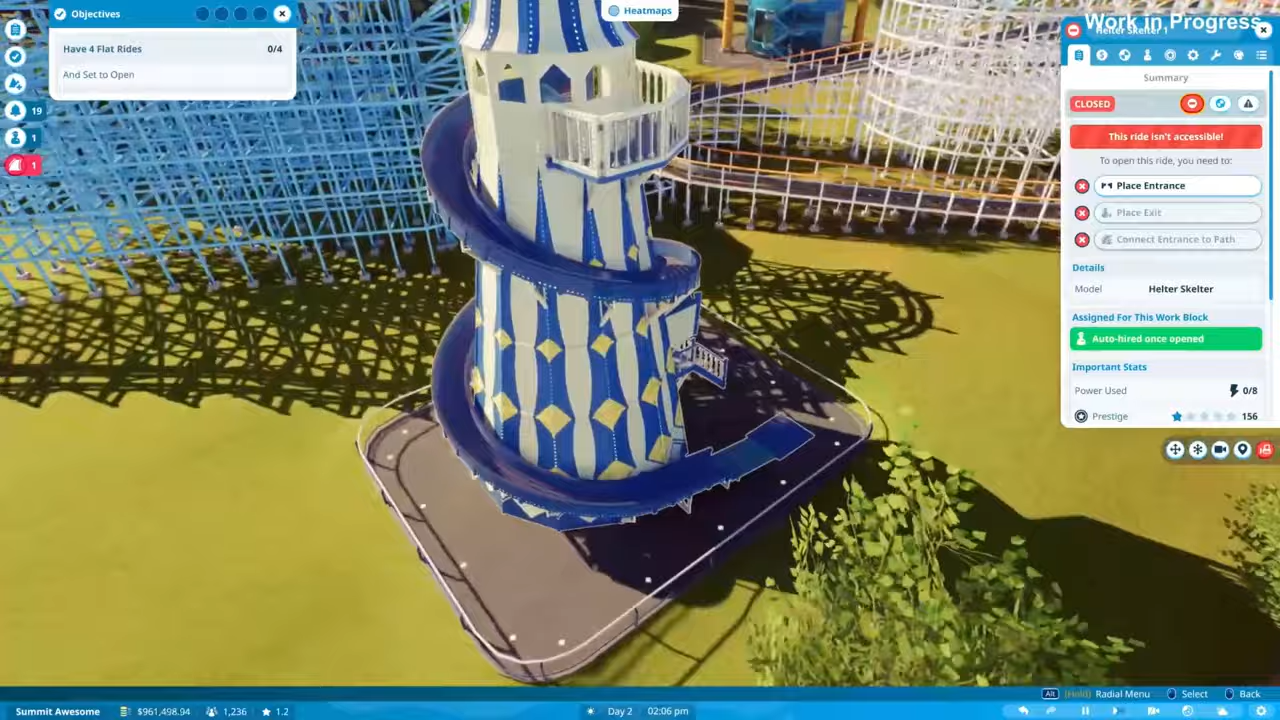 Objectives
Have 4 Flat Rides 0/4
And Set to Open
19
1
1
Heatmaps
Work in Progress
Helter Skelter 1
Summary
CLOSED
This ride isn't accessible!
To open this ride, you need to:
Place Entrance
Place Exit
Connect Entrance to Path
Details
Model Helter Skelter
Assigned For This Work Block
Auto-hired once opened
Important Stats
Power Used 0/8
Prestige 156
Alt (Hold) Radial Menu Select Back
Summit Awesome $961,498.94 1,236 1.2 Day 2 02:06 pm